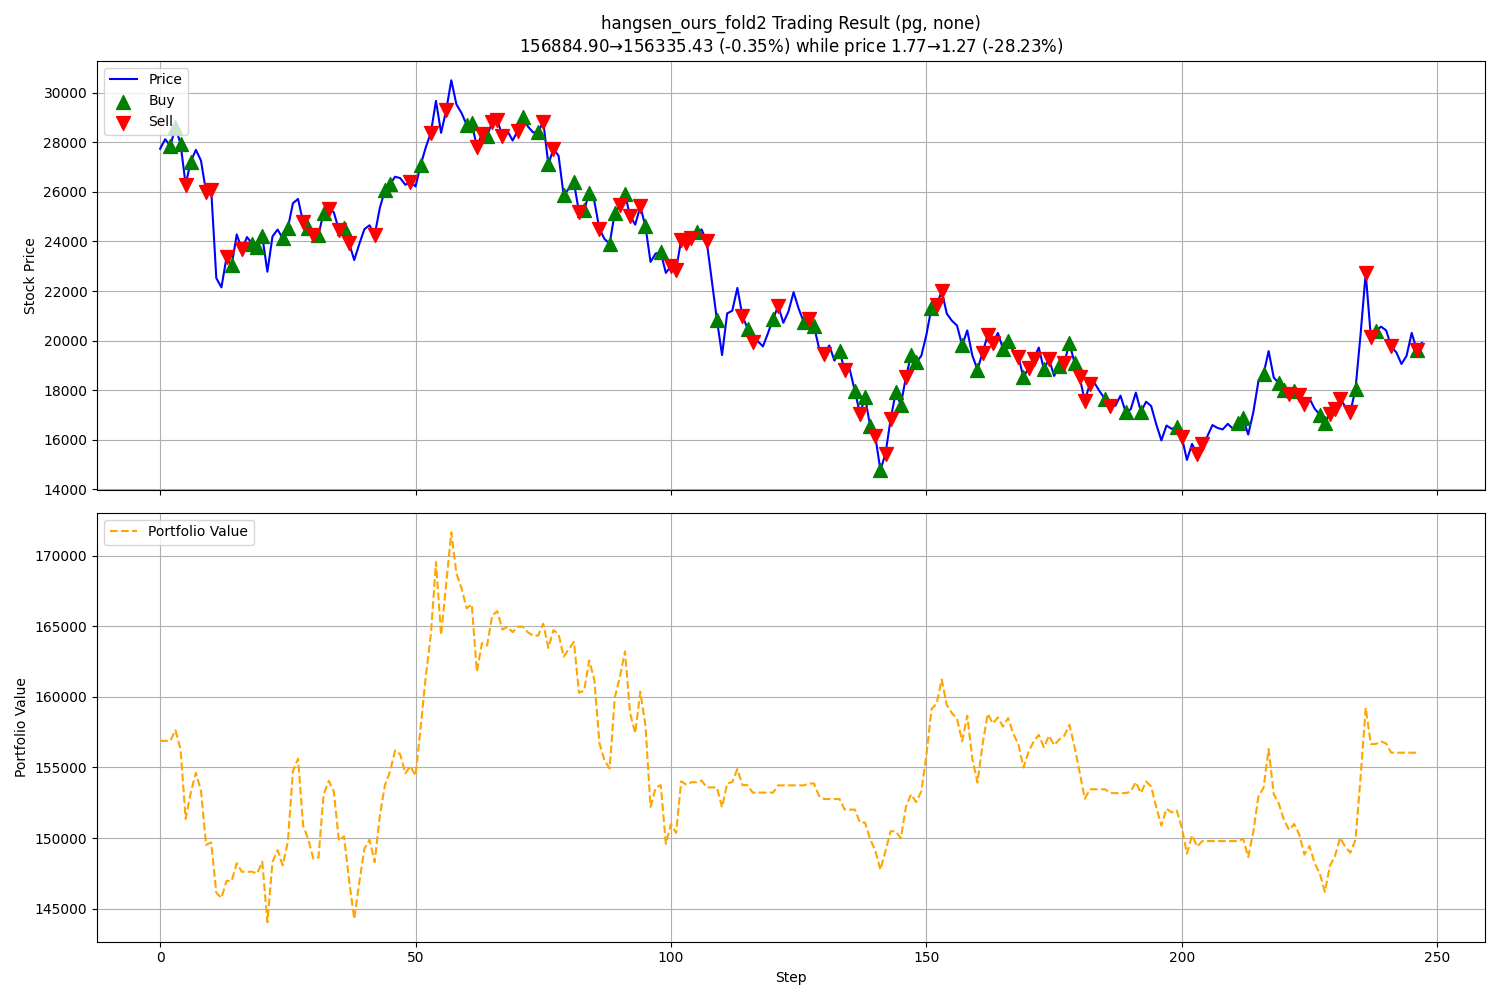 hangsen_ours_fold2 Trading Result (pg, none)
156884.90→156335.43 (-0.35%) while price 1.77→1.27 (-28.23%)
Price
Buy
Sell
Stock Price
30000
28000
26000
24000
22000
20000
18000
16000
14000
Portfolio Value
Portfolio Value
170000
165000
160000
155000
150000
145000
0
50
100
150
200
250
Step